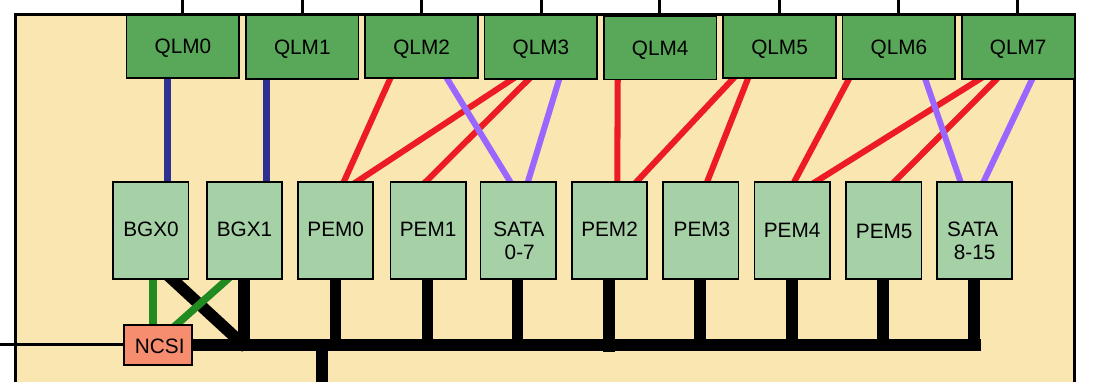 QLM0
QLM1
QLM2
QLM3
QLM4
QLM5
QLM6
QLM7
BGX0
BGX1
PEM0
PEM1
SATA
0-7
PEM2
PEM3
PEM4
PEM5
SATA
8-15
NCSI